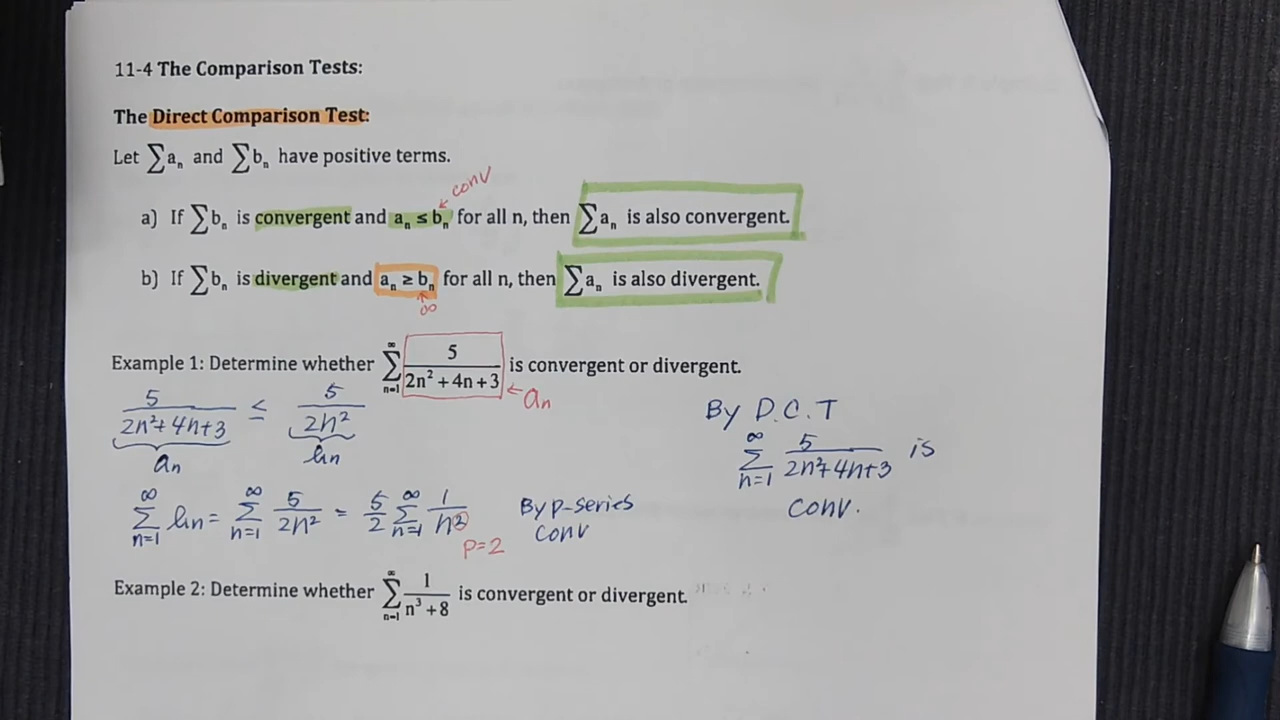 11-4 The Comparison Tests:
The Direct Comparison Test:
Let ∑aₙ and ∑bₙ have positive terms.
conv
a) If ∑bₙ is convergent and aₙ ≤ bₙ for all n, then ∑aₙ is also convergent.
b) If ∑bₙ is divergent and aₙ ≥ bₙ for all n, then ∑aₙ is also divergent.
∞
Example 1: Determine whether ∑_{n=1}^{∞} 5/(2n² + 4n + 3) is convergent or divergent.
← aₙ
5/(2n² + 4n + 3) ≤ 5/(2n²)
aₙ bₙ
∑_{n=1}^{∞} bₙ = ∑_{n=1}^{∞} 5/(2n²) = 5/2 ∑_{n=1}^{∞} 1/n² By p-series
p=2 conv
By D.C.T
∑_{n=1}^{∞} 5/(2n² + 4n + 3) is
conv.
Example 2: Determine whether ∑_{n=1}^{∞} 1/(n³ + 8) is convergent or divergent.